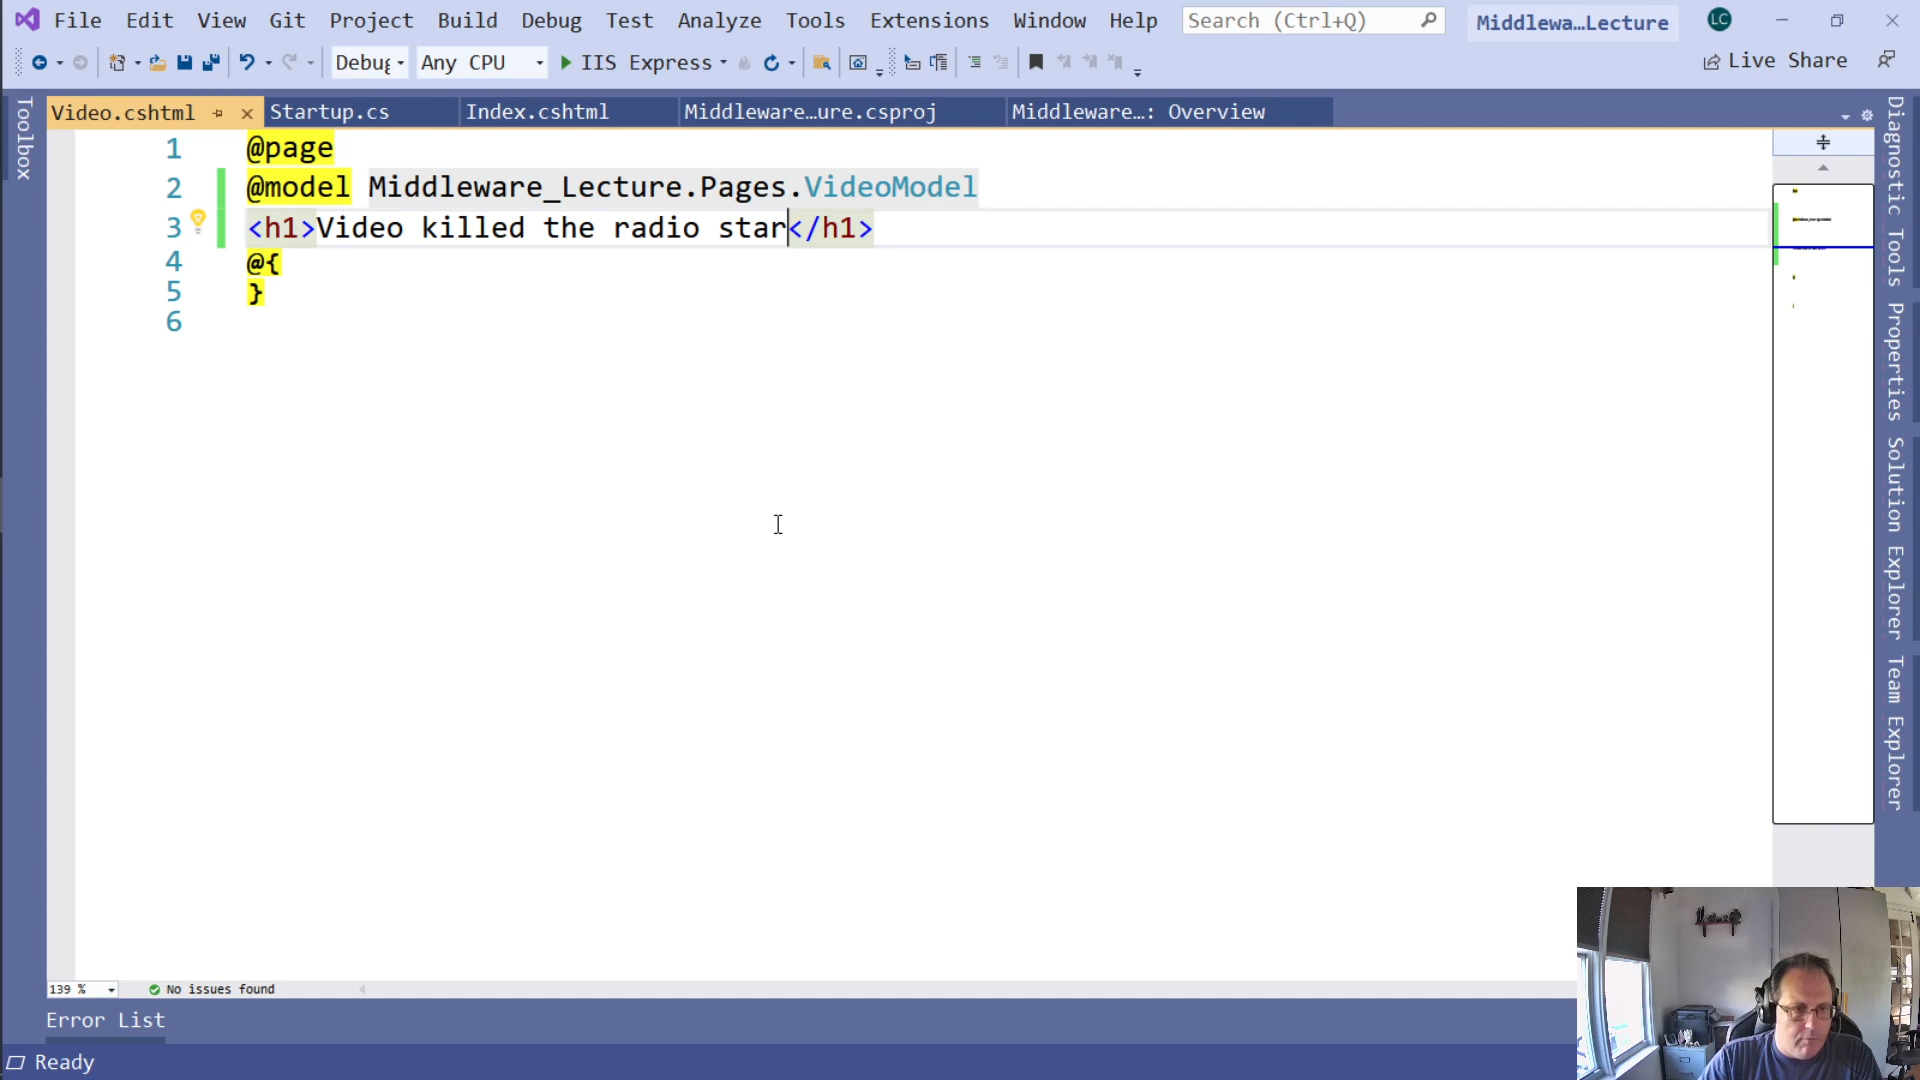 File Edit View Git Project Build Debug Test Analyze Tools Extensions Window Help Search (Ctrl+Q) Middlewa…Lecture LC
Debug Any CPU IIS Express Live Share
Toolbox
Video.cshtml Startup.cs Index.cshtml Middleware…ure.csproj Middleware…: Overview
1 @page
2 @model Middleware_Lecture.Pages.VideoModel
3 <h1>Video killed the radio star</h1>
4 @{
5 }
6
Diagnostic Tools
Properties
Solution Explorer
Team Explorer
139 % No issues found
Error List
Ready